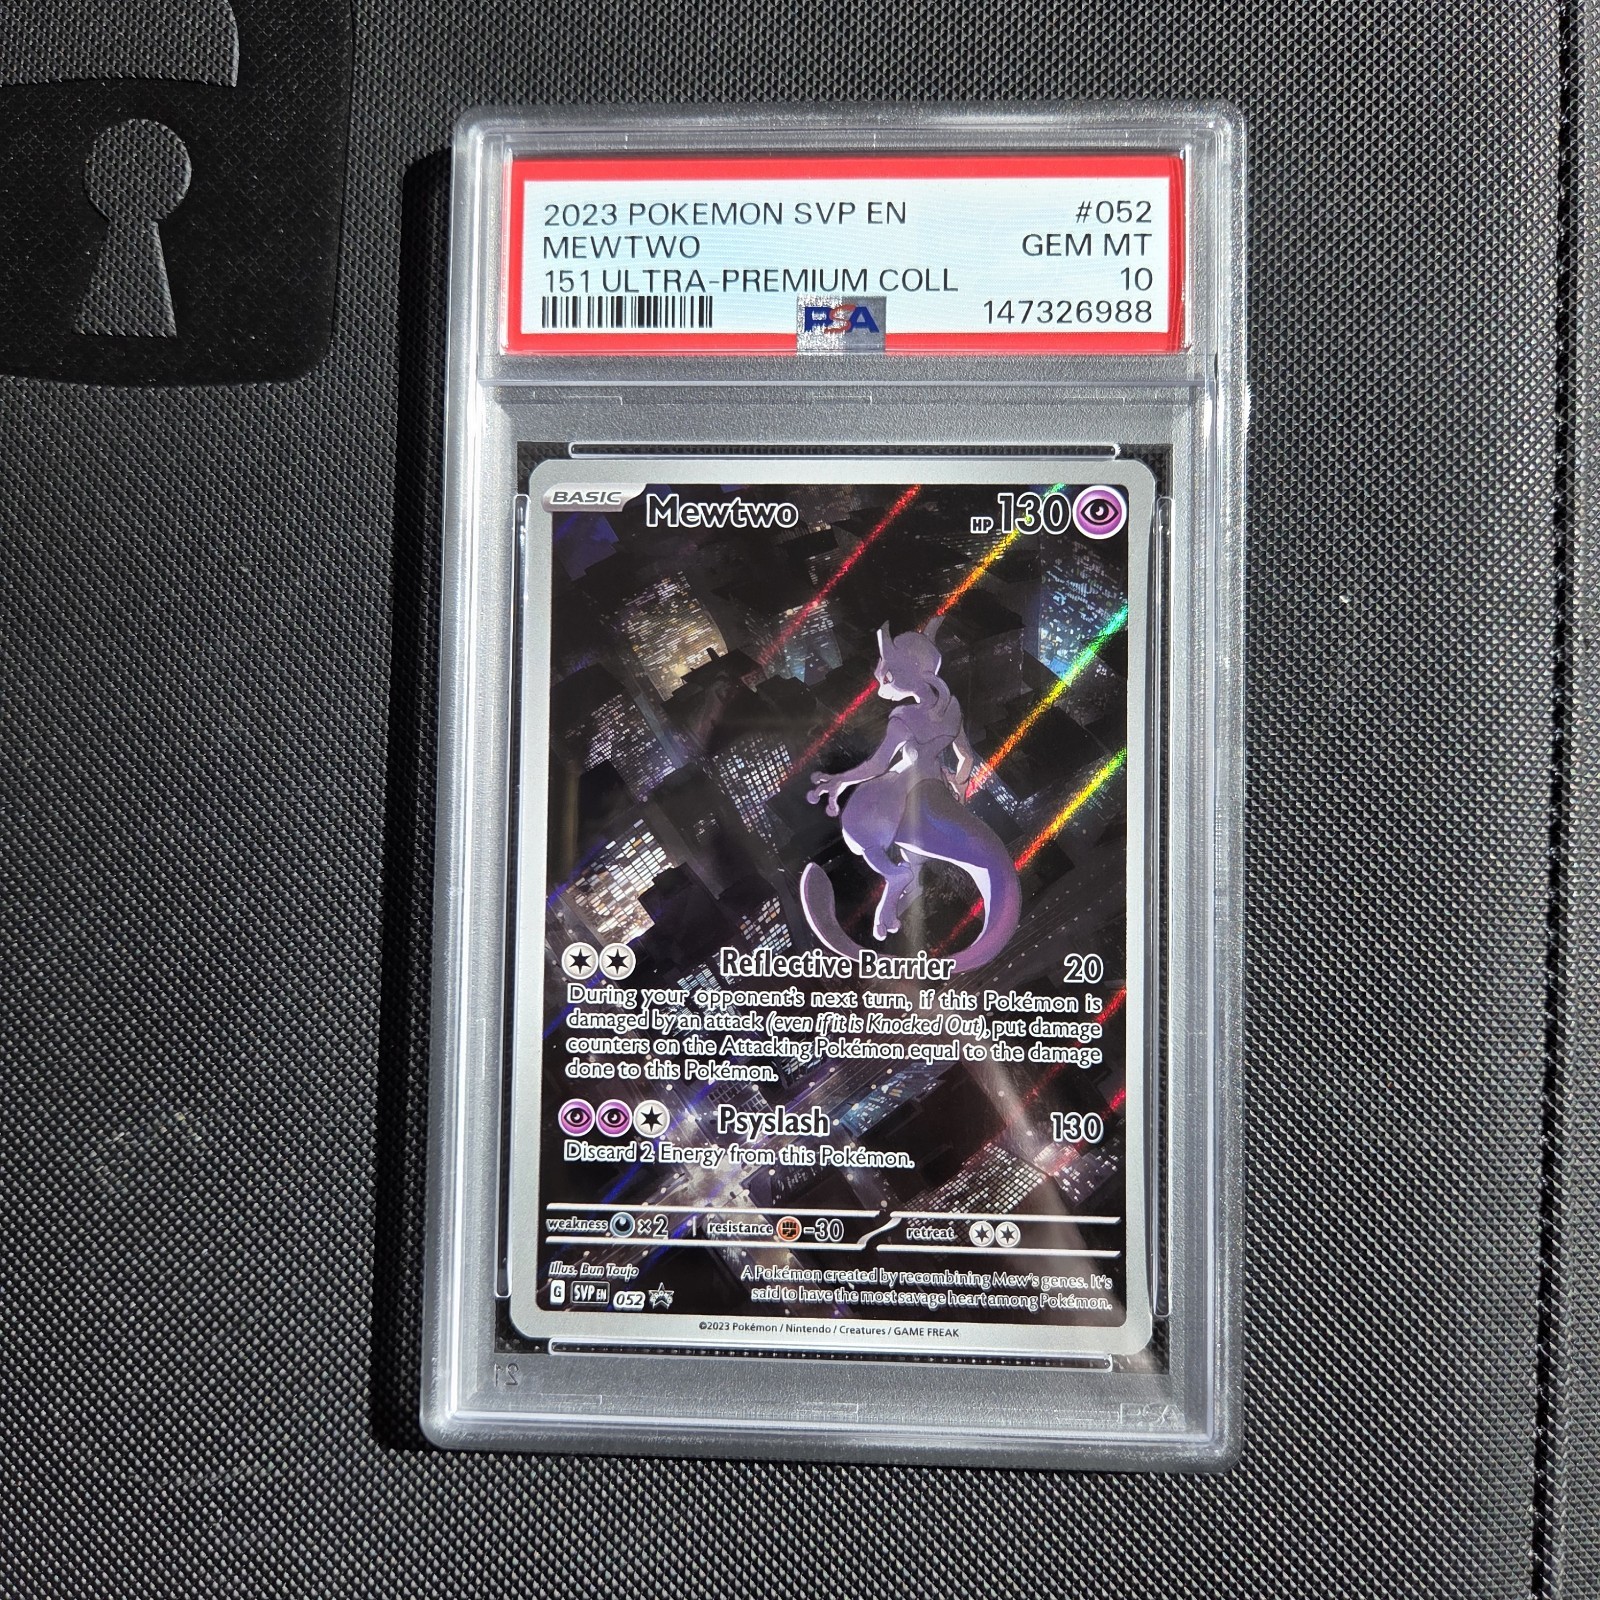 2023 POKEMON SVP EN #052
MEWTWO GEM MT
151 ULTRA-PREMIUM COLL 10
PSA 147326988
BASIC Mewtwo HP 130
Reflective Barrier 20
During your opponent's next turn, if this Pokémon is
damaged by an attack (even if it is Knocked Out), put damage
counters on the Attacking Pokémon equal to the damage
done to this Pokémon.
Psyslash 130
Discard 2 Energy from this Pokémon.
weakness ×2 resistance -30 retreat
Illus. Bun Toujo
A Pokémon created by recombining Mew's genes. It's
said to have the most savage heart among Pokémon.
G SVP EN 052
©2023 Pokémon / Nintendo / Creatures / GAME FREAK